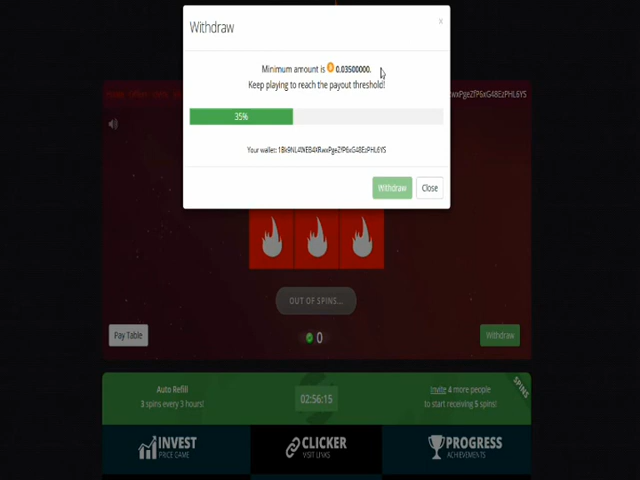 Withdraw
×
Minimum amount is 0.03500000.
Keep playing to reach the payout threshold!
35%
Your wallet:
Withdraw
Close
OUT OF SPINS...
0
Pay Table
Withdraw
Auto Refill
3 spins every 3 hours!
02:56:15
Invite 4 more people
to start receiving 5 spins!
SPINS
INVEST
PRICE GAME
CLICKER
VISIT LINKS
PROGRESS
ACHIEVEMENTS